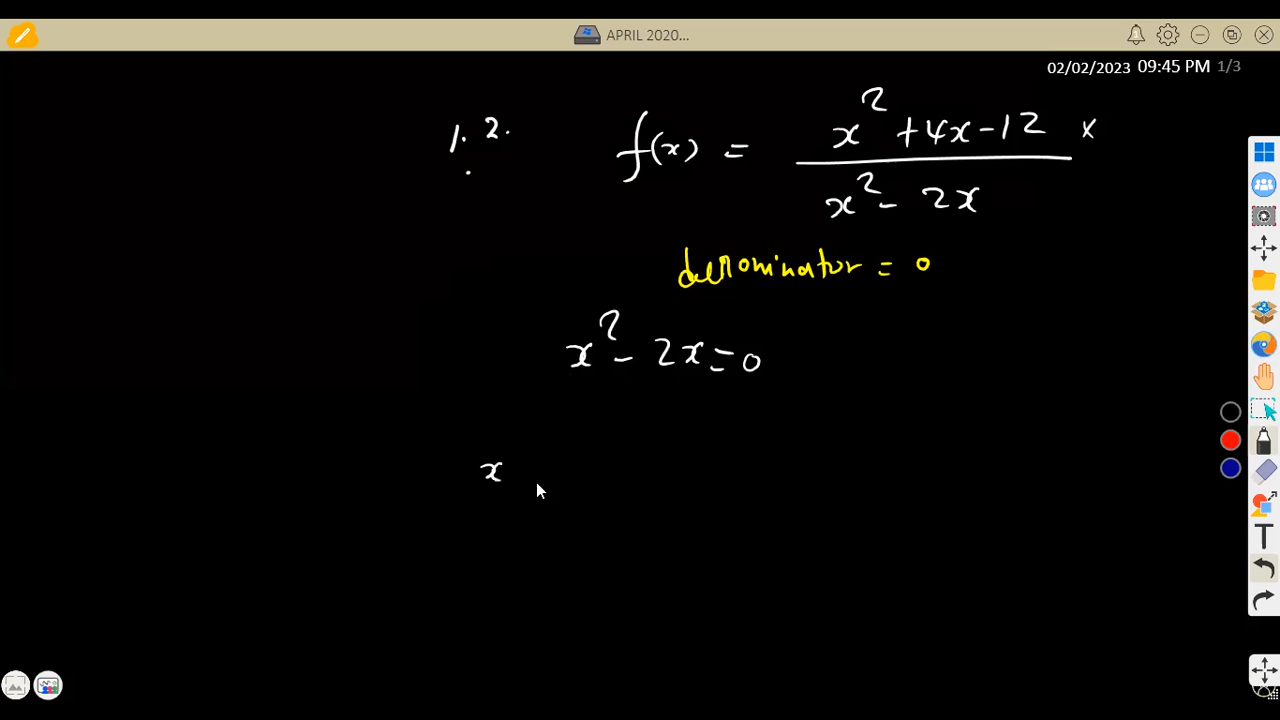 APRIL 2020...
02/02/2023 09:45 PM 1/3
1.2. f(x) = (x² + 4x - 12)/(x² - 2x) x
denominator = 0
x² - 2x = 0
x
T